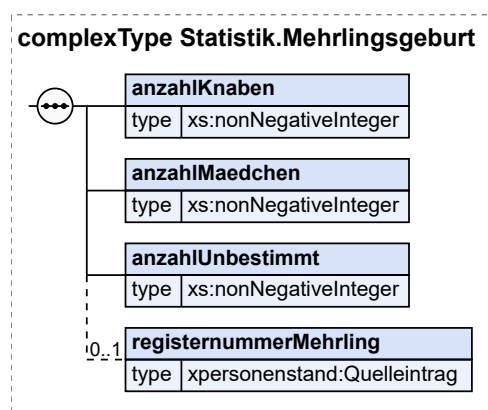 complexType Statistik.Mehrlingsgeburt
anzahlKnaben
type xs:nonNegativeInteger
anzahlMaedchen
type xs:nonNegativeInteger
anzahlUnbestimmt
type xs:nonNegativeInteger
0..1 registernummerMehrling
type xpersonenstand:Quelleintrag